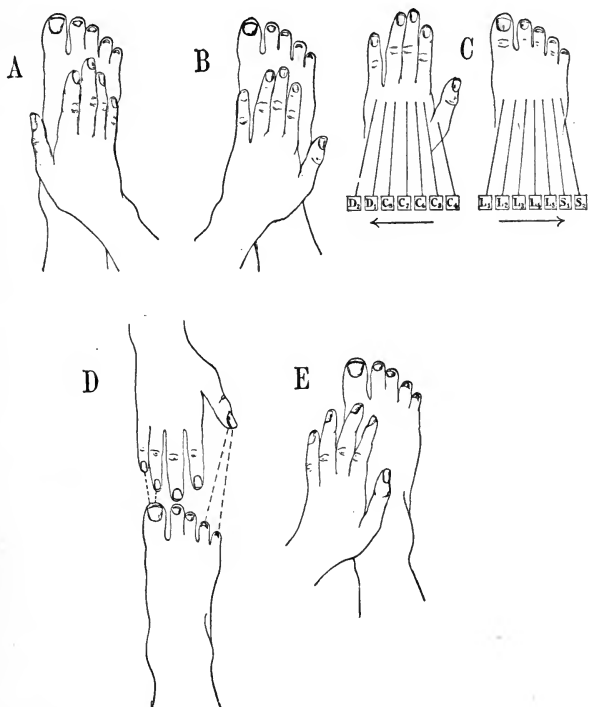 A
B
C
D₂ D₁ C₈ C₇ C₆ C₅ C₄
L₁ L₂ L₃ L₄ L₅ S₁ S₂
D
E